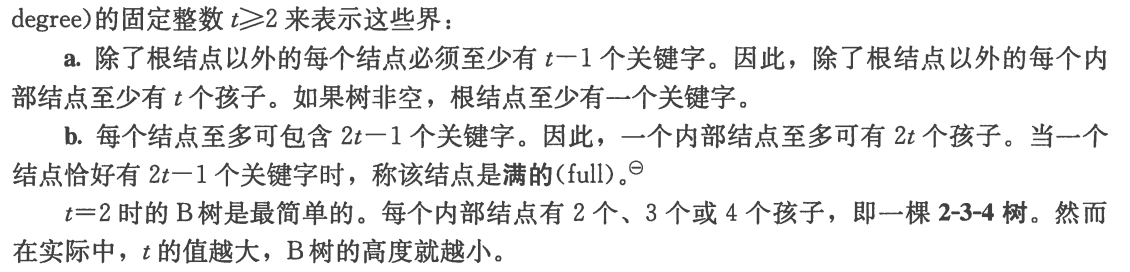 degree)的固定整数 t⩾2 来表示这些界：
a. 除了根结点以外的每个结点必须至少有 t－1 个关键字。因此，除了根结点以外的每个内
部结点至少有 t 个孩子。如果树非空，根结点至少有一个关键字。
b. 每个结点至多可包含 2t－1 个关键字。因此，一个内部结点至多可有 2t 个孩子。当一个
结点恰好有 2t－1 个关键字时，称该结点是满的(full)。㊀
t＝2 时的 B 树是最简单的。每个内部结点有 2 个、3 个或 4 个孩子，即一棵 2-3-4 树。然而
在实际中，t 的值越大，B 树的高度就越小。